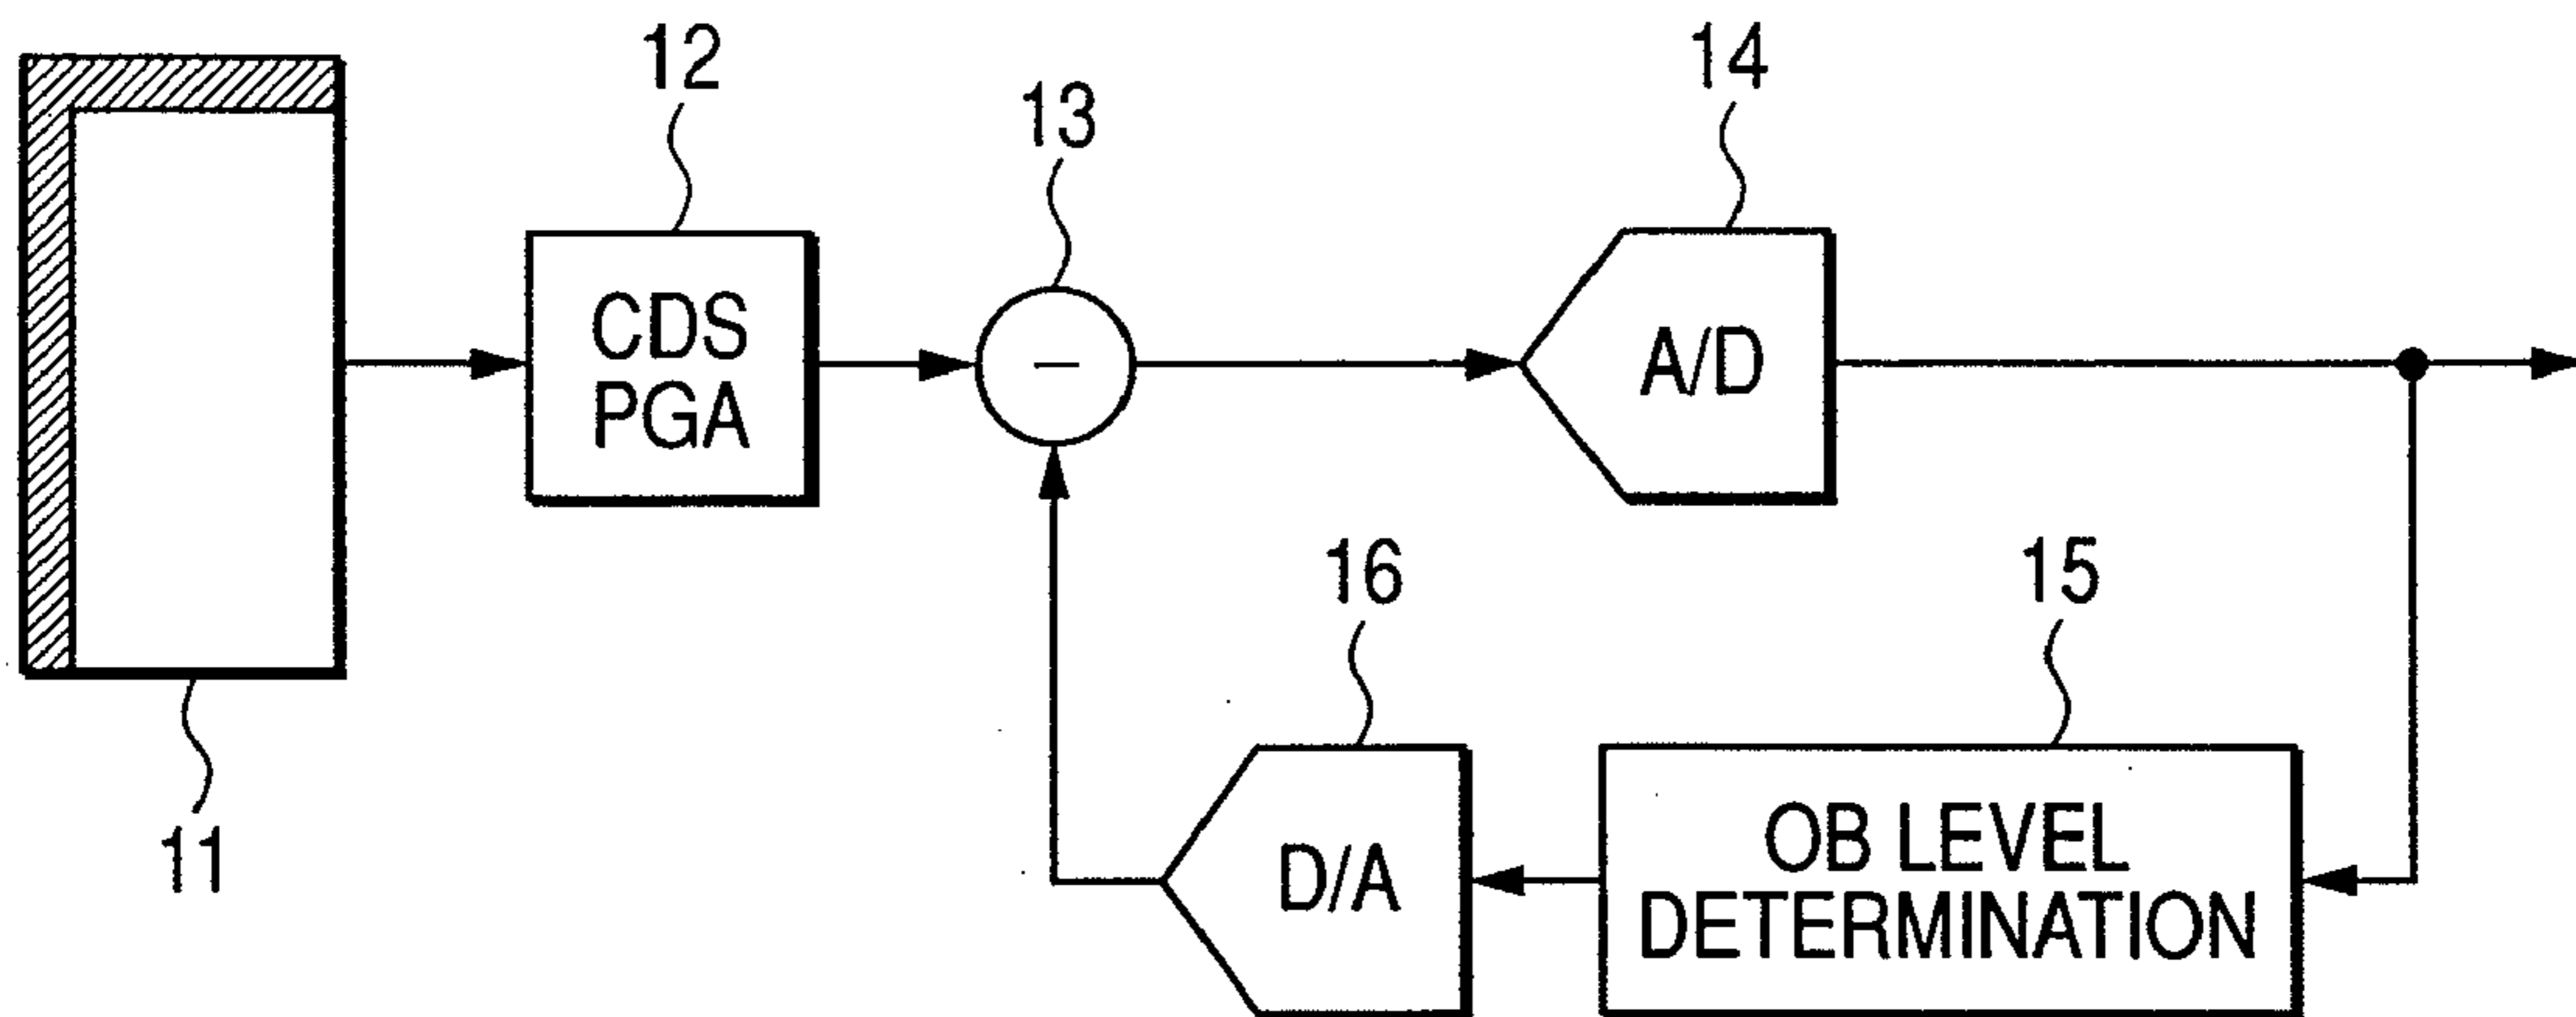 12
14
13
CDS
PGA
−
A/D
16
15
11
D/A
OB LEVEL
DETERMINATION